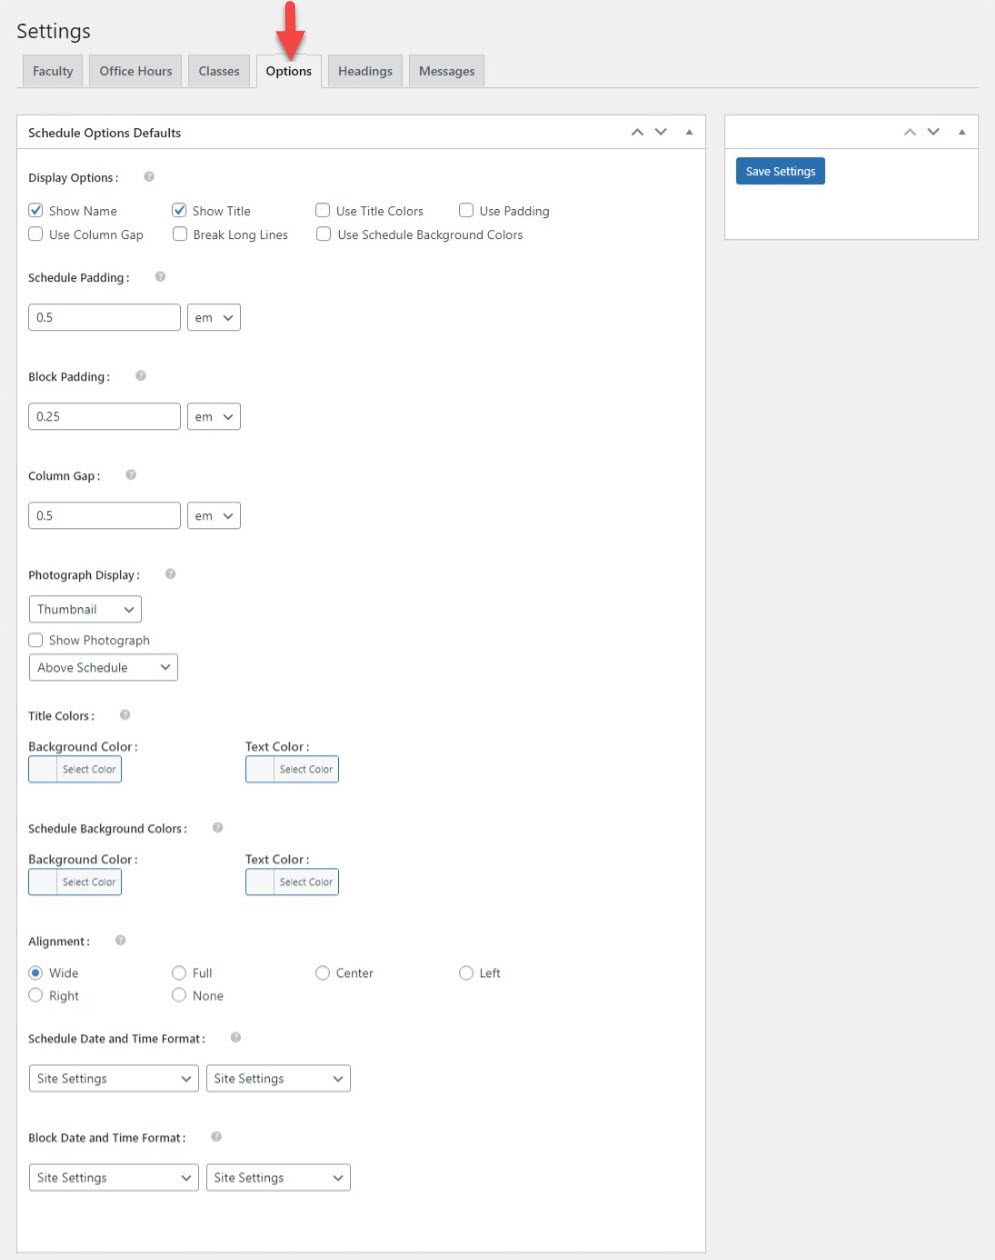 Settings
Faculty Office Hours Classes Options Headings Messages
Schedule Options Defaults
Save Settings
Display Options :
Show Name Show Title Use Title Colors Use Padding
Use Column Gap Break Long Lines Use Schedule Background Colors
Schedule Padding :
0.5 em
Block Padding :
0.25 em
Column Gap :
0.5 em
Photograph Display :
Thumbnail
Show Photograph
Above Schedule
Title Colors :
Background Color : Text Color :
Select Color Select Color
Schedule Background Colors :
Background Color : Text Color :
Select Color Select Color
Alignment :
Wide Full Center Left
Right None
Schedule Date and Time Format :
Site Settings Site Settings
Block Date and Time Format :
Site Settings Site Settings